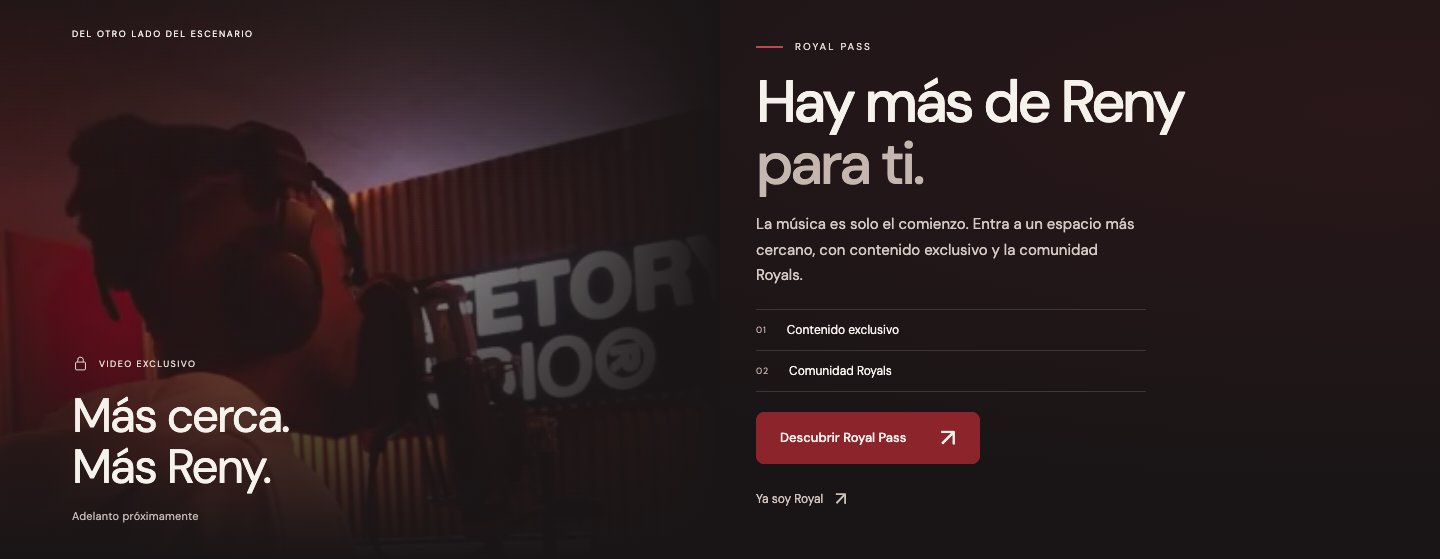 DEL OTRO LADO DEL ESCENARIO
VIDEO EXCLUSIVO
Más cerca.
Más Reny.
Adelanto próximamente
ROYAL PASS
Hay más de Reny
para ti.
La música es solo el comienzo. Entra a un espacio más
cercano, con contenido exclusivo y la comunidad
Royals.
01 Contenido exclusivo
02 Comunidad Royals
Descubrir Royal Pass
Ya soy Royal